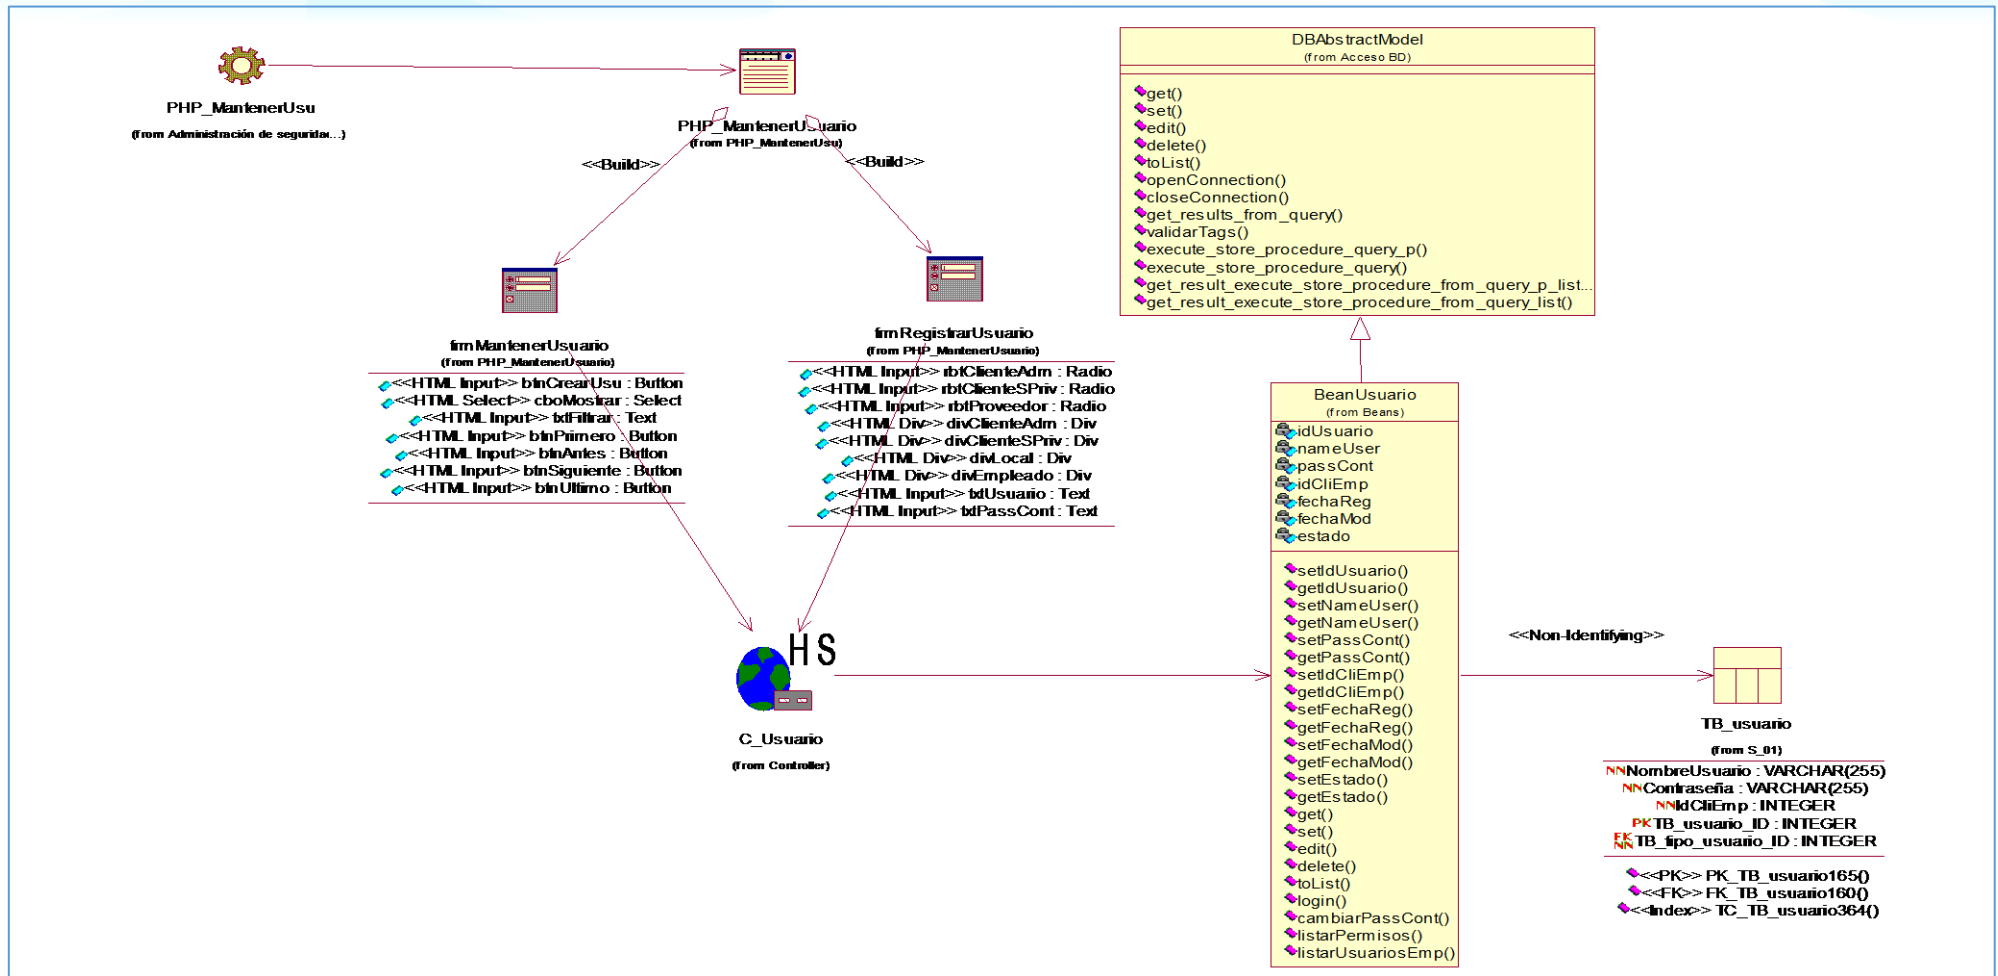 PHP_MantenerUsu
(from Administración de seguridad...)
PHP_MantenerUsuario
(from PHP_MantenerUsu)
<<Build>>
<<Build>>
frmMantenerUsuario
(from PHP_MantenerUsuario)
<<HTML Input>> btnCrearUsu : Button
<<HTML Select>> cboMostrar : Select
<<HTML Input>> txtFiltrar : Text
<<HTML Input>> btnPrimero : Button
<<HTML Input>> btnAntes : Button
<<HTML Input>> btnSiguiente : Button
<<HTML Input>> btnUltimo : Button
frmRegistrarUsuario
(from PHP_MantenerUsuario)
<<HTML Input>> rbtClienteAdm : Radio
<<HTML Input>> rbtClienteSPriv : Radio
<<HTML Input>> rbtProveedor : Radio
<<HTML Div>> divClienteAdm : Div
<<HTML Div>> divClienteSPriv : Div
<<HTML Div>> divLocal : Div
<<HTML Div>> divEmpleado : Div
<<HTML Input>> txtUsuario : Text
<<HTML Input>> txtPassCont : Text
HS
C_Usuario
(from Controller)
DBAbstractModel
(from Acceso BD)
get()
set()
edit()
delete()
toList()
openConnection()
closeConnection()
get_results_from_query()
validarTags()
execute_store_procedure_query_p()
execute_store_procedure_query()
get_result_execute_store_procedure_from_query_p_list...
get_result_execute_store_procedure_from_query_list()
BeanUsuario
(from Beans)
idUsuario
nameUser
passCont
idCliEmp
fechaReg
fechaMod
estado
setIdUsuario()
getIdUsuario()
setNameUser()
getNameUser()
setPassCont()
getPassCont()
setIdCliEmp()
getIdCliEmp()
setFechaReg()
getFechaReg()
setFechaMod()
getFechaMod()
setEstado()
getEstado()
get()
set()
edit()
delete()
toList()
login()
cambiarPassCont()
listarPermisos()
listarUsuariosEmp()
<<Non-Identifying>>
TB_usuario
(from S_01)
NN NombreUsuario : VARCHAR(255)
NN Contraseña : VARCHAR(255)
NN IdCliEmp : INTEGER
PK TB_usuario_ID : INTEGER
FK NN TB_tipo_usuario_ID : INTEGER
<<PK>> PK_TB_usuario165()
<<FK>> FK_TB_usuario160()
<<Index>> TC_TB_usuario364()